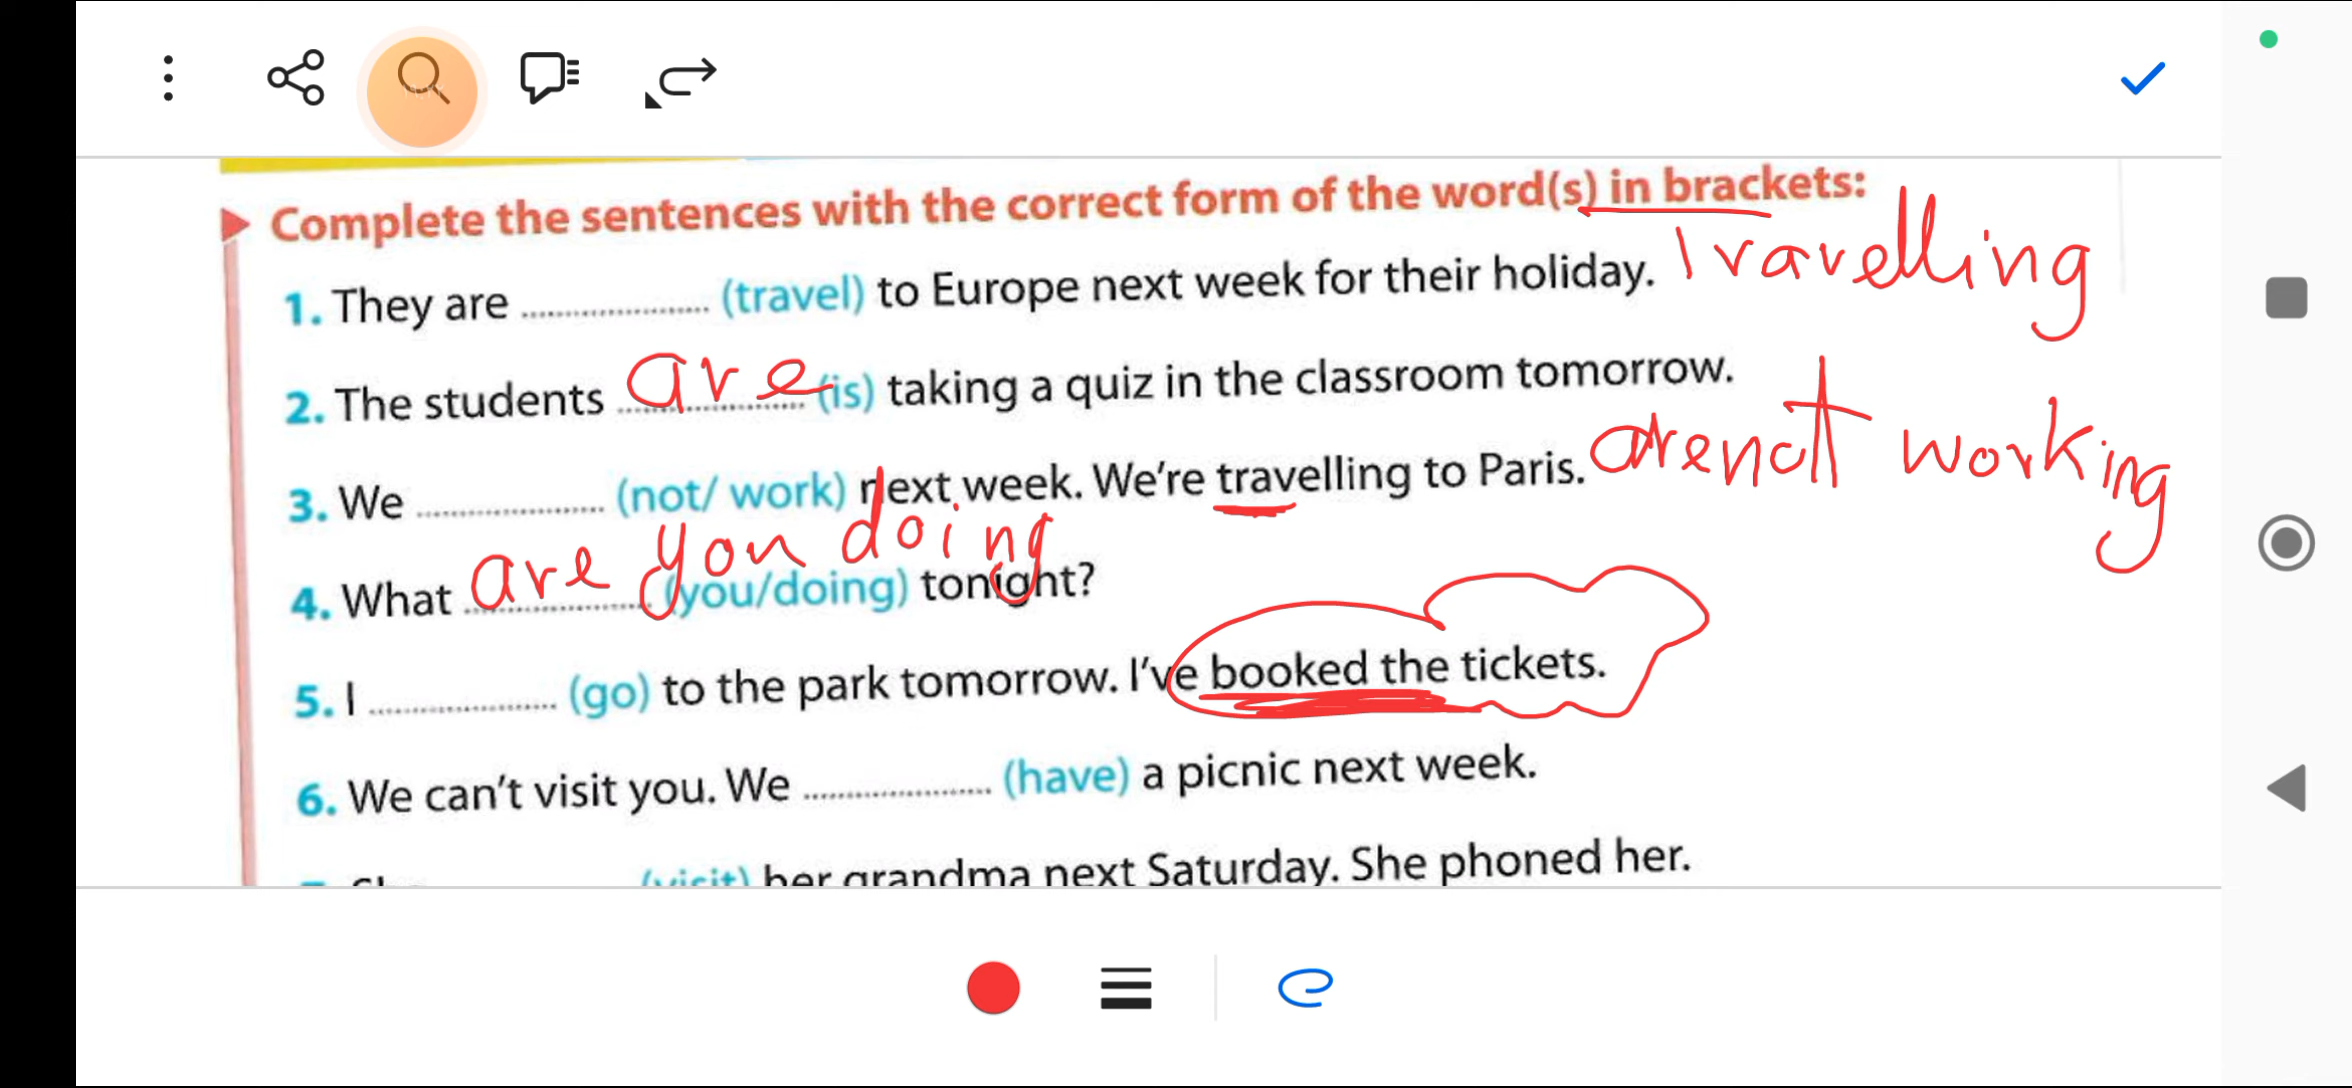 Complete the sentences with the correct form of the word(s) in brackets:
1. They are .................... (travel) to Europe next week for their holiday. Travelling
2. The students are (is) taking a quiz in the classroom tomorrow.
3. We .................... (not/ work) next week. We're travelling to Paris. arenot working
4. What are you doing (you/doing) tonight?
5. I .................... (go) to the park tomorrow. I've booked the tickets.
6. We can't visit you. We .................... (have) a picnic next week.
(visit) her grandma next Saturday. She phoned her.